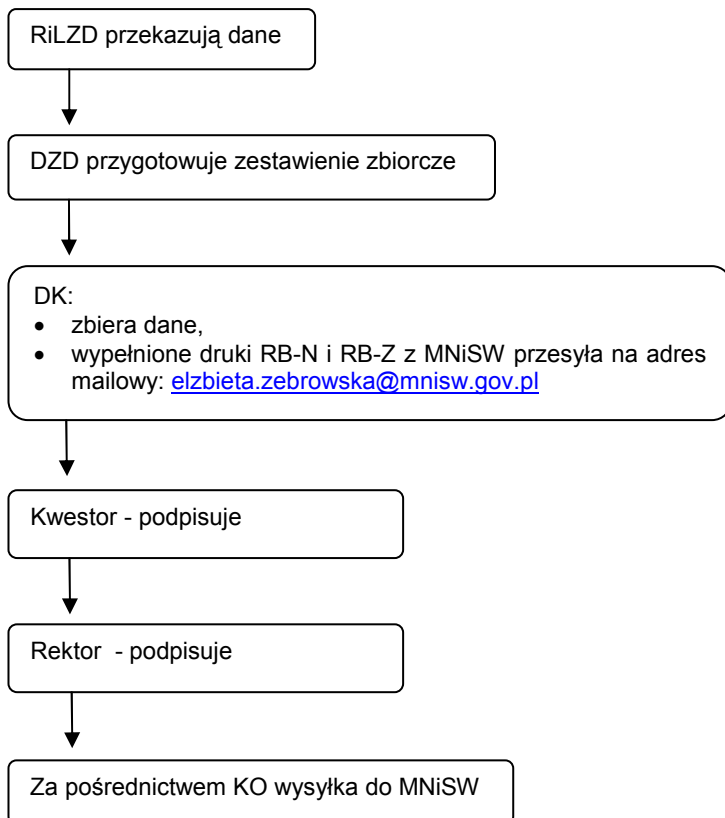 RiLZD przekazują dane
DZD przygotowuje zestawienie zbiorcze
DK:
• zbiera dane,
• wypełnione druki RB-N i RB-Z z MNiSW przesyła na adres
mailowy: elzbieta.zebrowska@mnisw.gov.pl
Kwestor - podpisuje
Rektor - podpisuje
Za pośrednictwem KO wysyłka do MNiSW